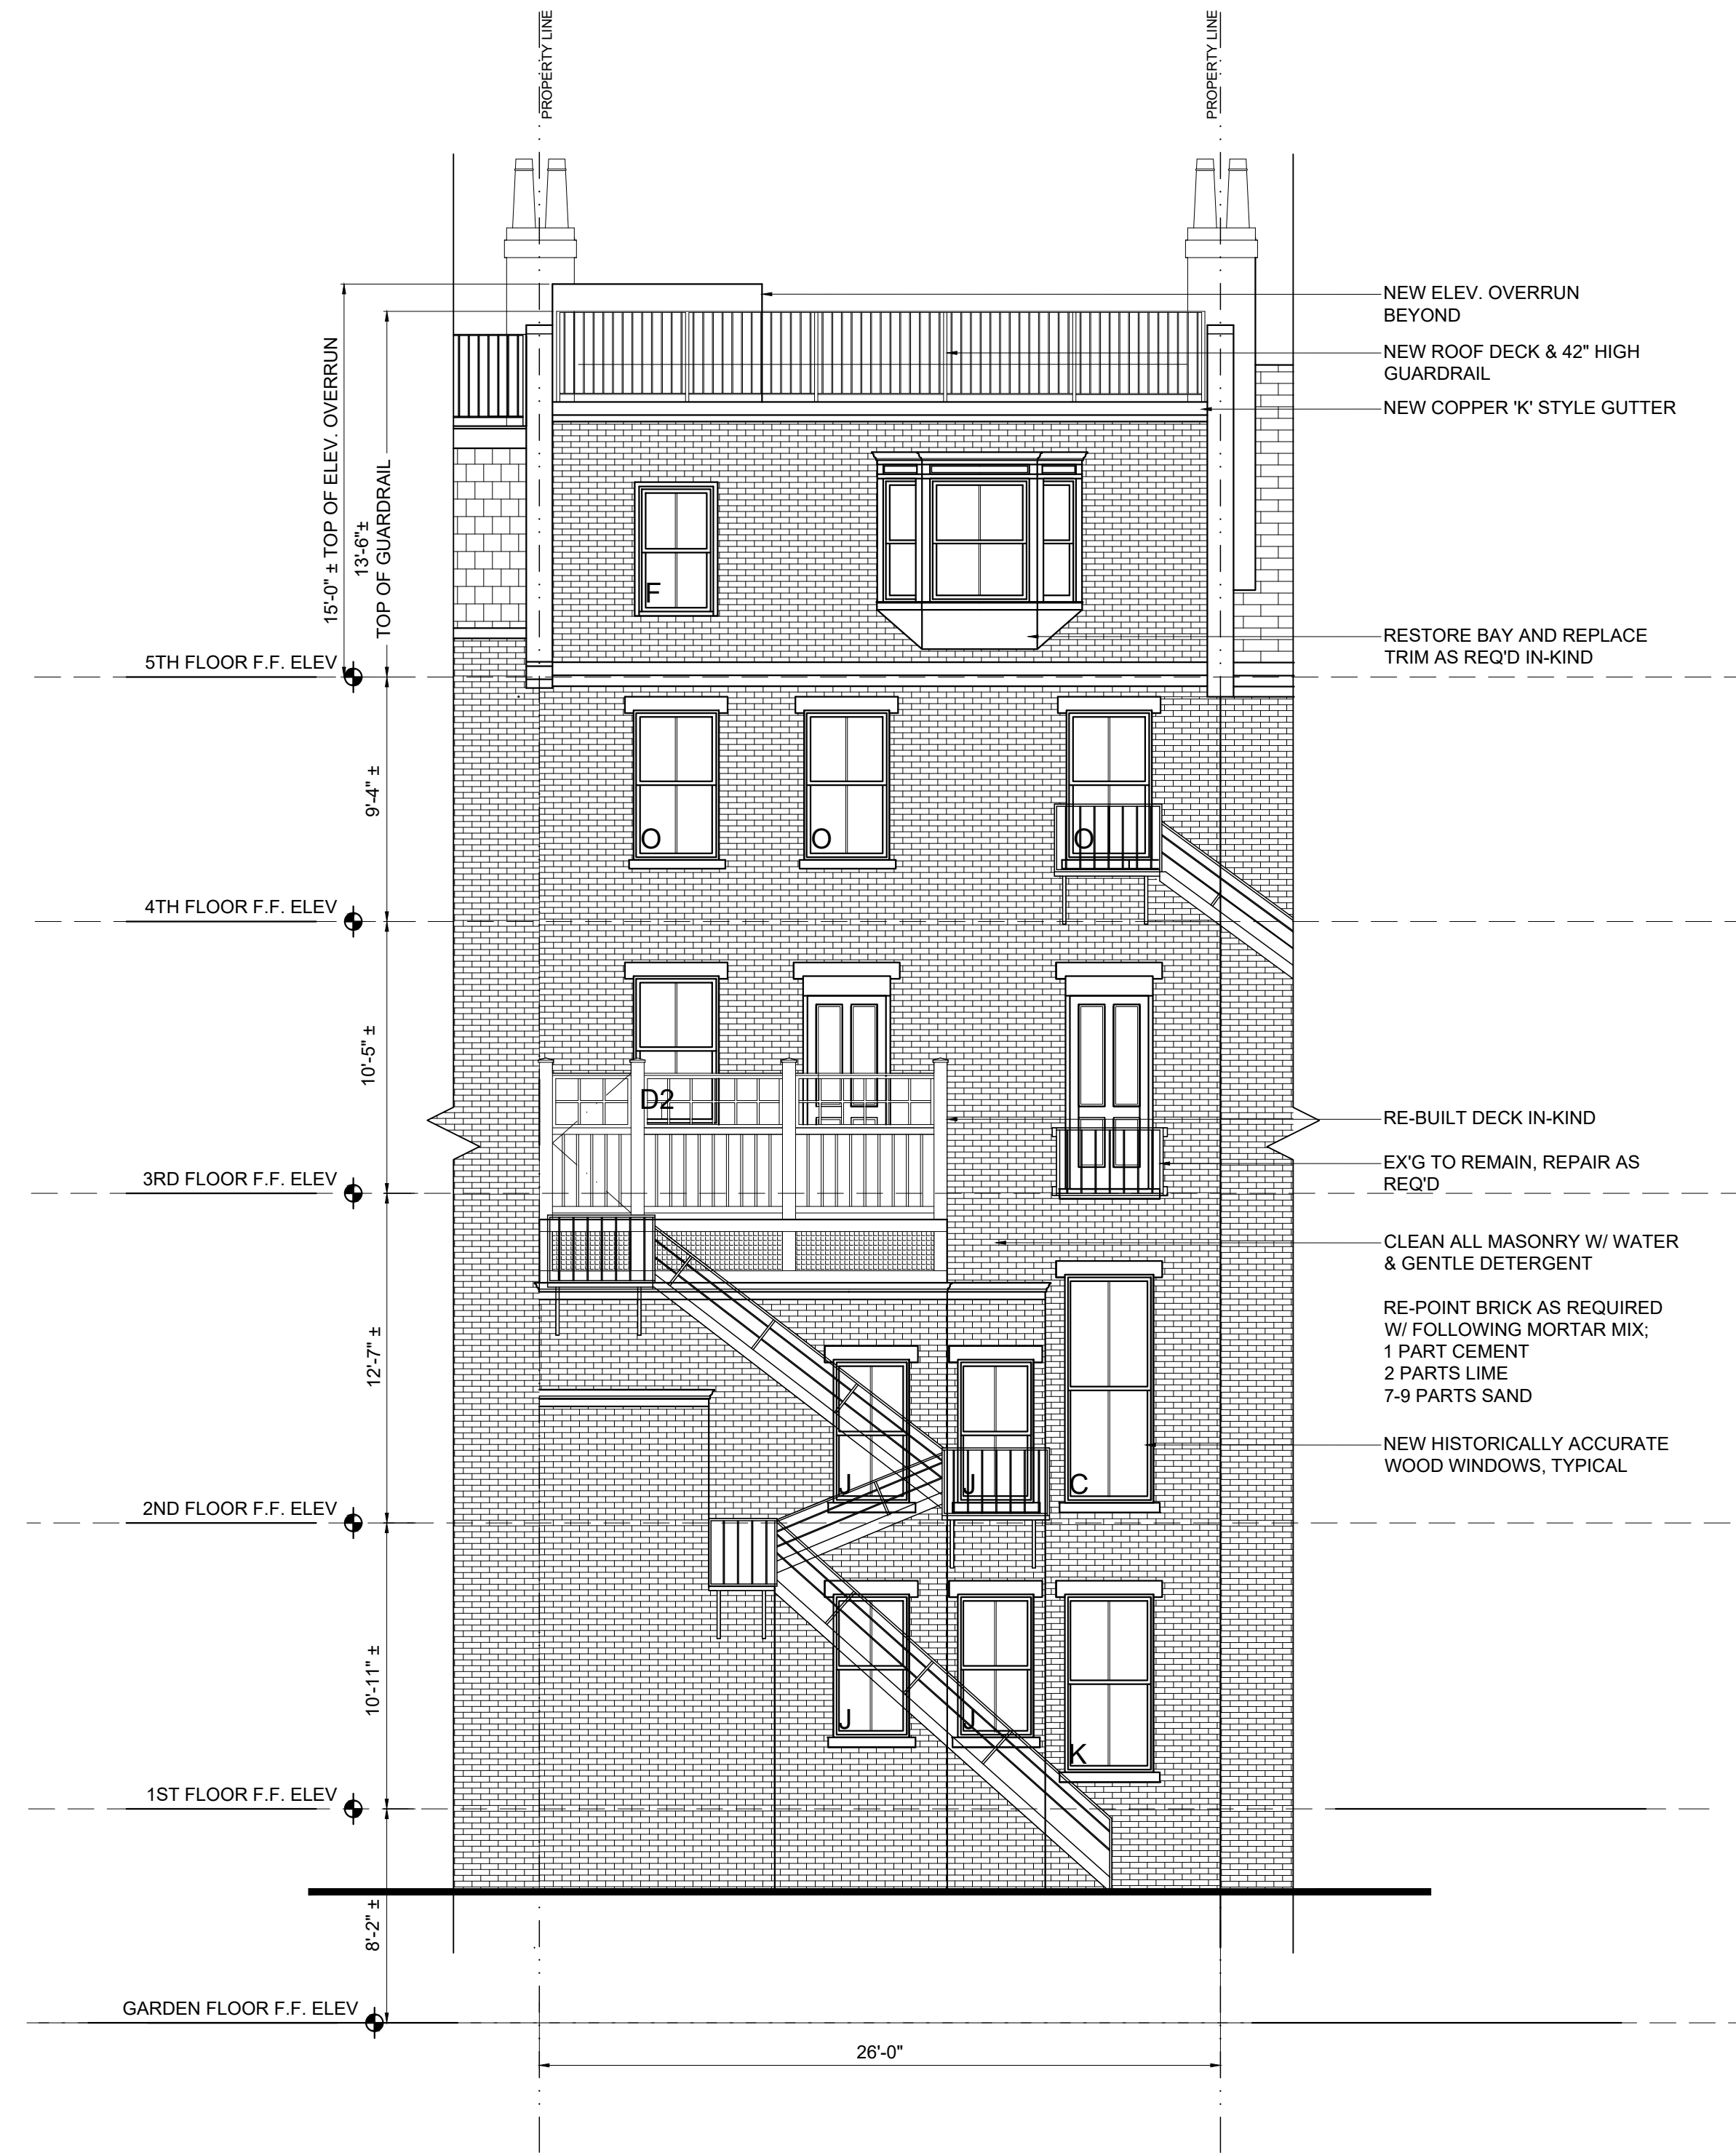 PROPERTY LINE
PROPERTY LINE
NEW ELEV. OVERRUN
BEYOND
NEW ROOF DECK & 42" HIGH
GUARDRAIL
NEW COPPER 'K' STYLE GUTTER
15'-0" ± TOP OF ELEV. OVERRUN
13'-6"±
TOP OF GUARDRAIL
F
RESTORE BAY AND REPLACE
TRIM AS REQ'D IN-KIND
5TH FLOOR F.F. ELEV
9'-4" ±
O
O
O
4TH FLOOR F.F. ELEV
10'-5" ±
D2
RE-BUILT DECK IN-KIND
EX'G TO REMAIN, REPAIR AS
REQ'D
3RD FLOOR F.F. ELEV
CLEAN ALL MASONRY W/ WATER
& GENTLE DETERGENT
RE-POINT BRICK AS REQUIRED
W/ FOLLOWING MORTAR MIX;
1 PART CEMENT
2 PARTS LIME
7-9 PARTS SAND
12'-7" ±
NEW HISTORICALLY ACCURATE
WOOD WINDOWS, TYPICAL
J
J
C
2ND FLOOR F.F. ELEV
10'-11" ±
J
J
K
1ST FLOOR F.F. ELEV
8'-2" ±
GARDEN FLOOR F.F. ELEV
26'-0"